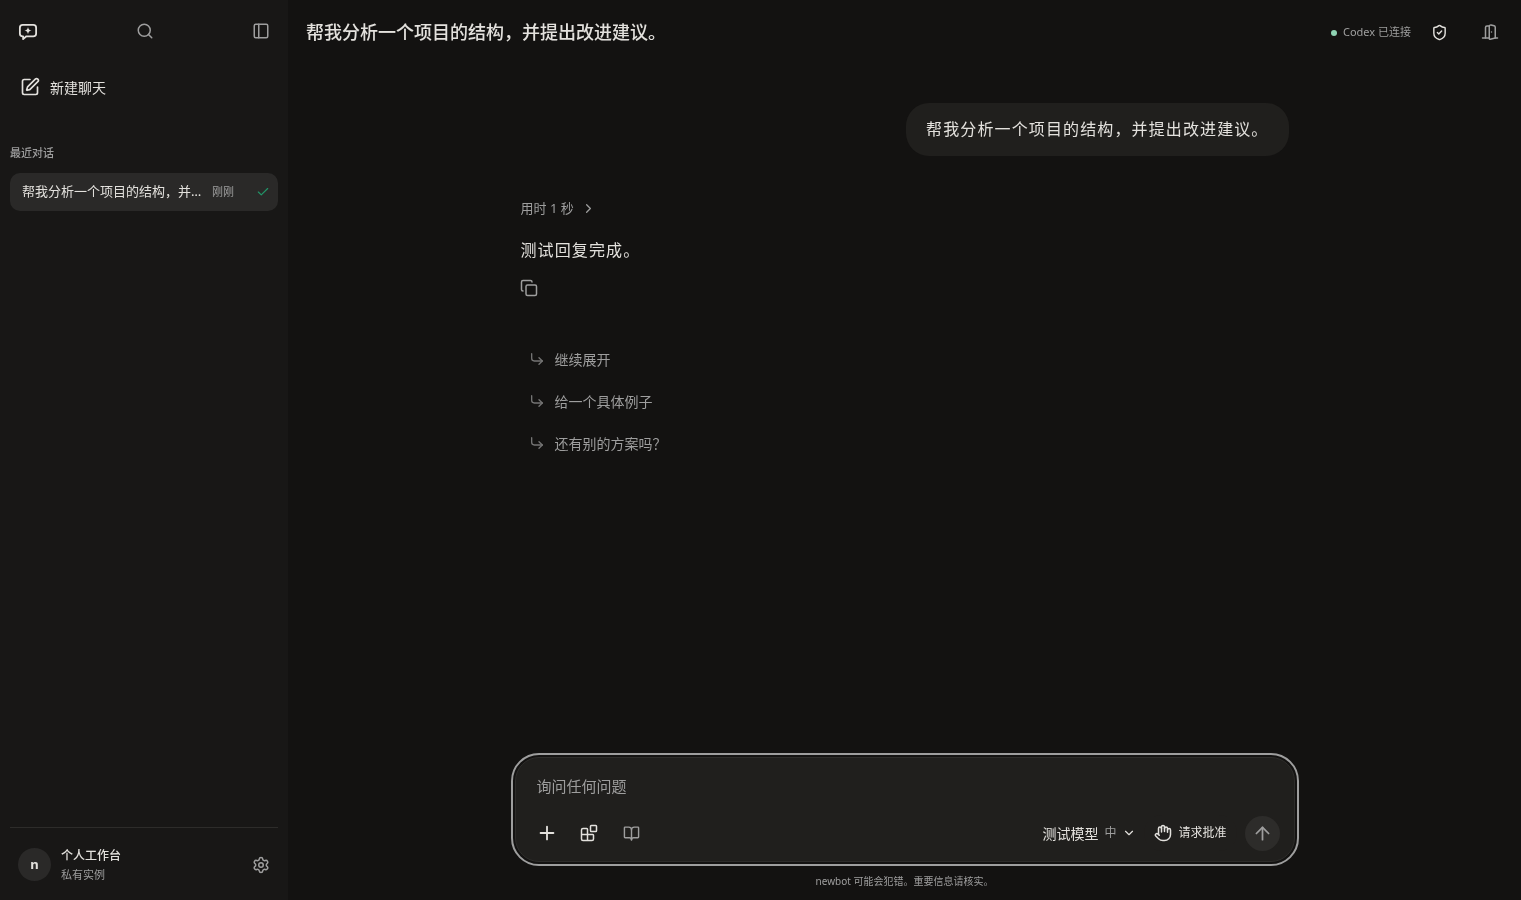 帮我分析一个项目的结构，并提出改进建议。
Codex 已连接
新建聊天
最近对话
帮我分析一个项目的结构，并... 刚刚
帮我分析一个项目的结构，并提出改进建议。
用时 1 秒
测试回复完成。
继续展开
给一个具体例子
还有别的方案吗？
询问任何问题
测试模型 中 请求批准
n
个人工作台
私有实例
newbot 可能会犯错。重要信息请核实。